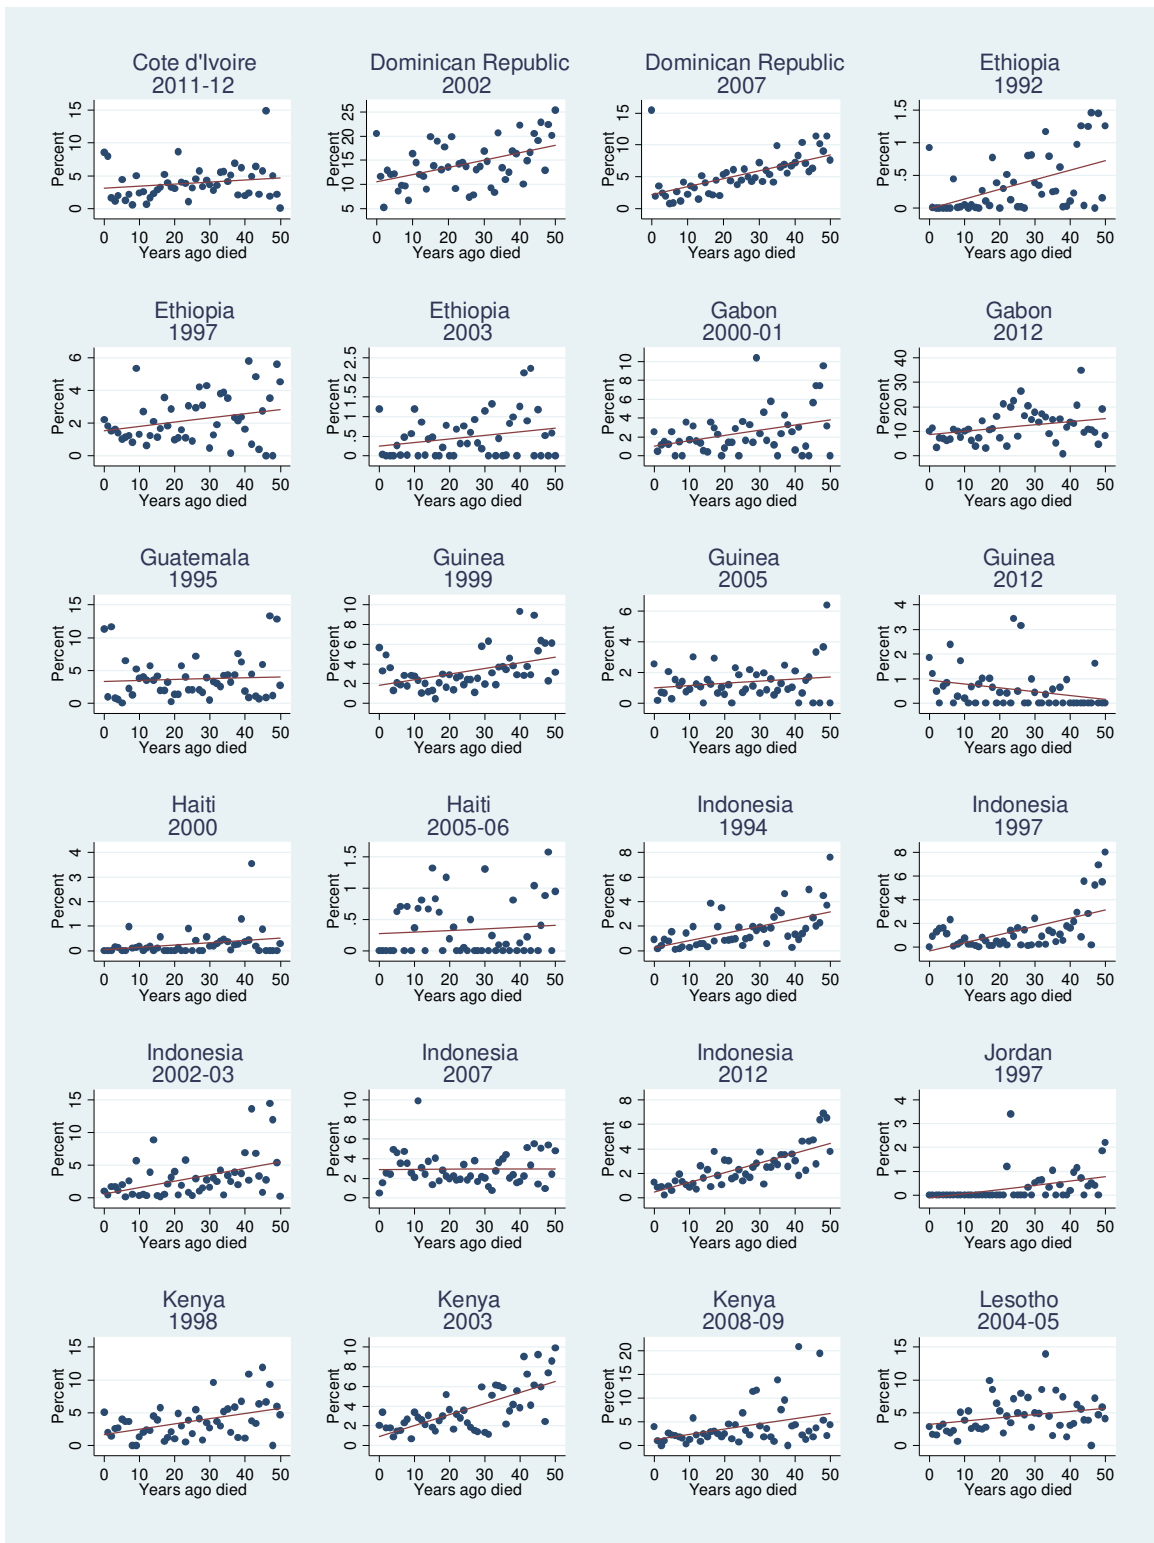 Cote d'Ivoire
2011-12
Percent
0 5 10 15
0 10 20 30 40 50
Years ago died
Dominican Republic
2002
Percent
5 10 15 20 25
0 10 20 30 40 50
Years ago died
Dominican Republic
2007
Percent
0 5 10 15
0 10 20 30 40 50
Years ago died
Ethiopia
1992
Percent
0 .5 1 1.5
0 10 20 30 40 50
Years ago died
Ethiopia
1997
Percent
0 2 4 6
0 10 20 30 40 50
Years ago died
Ethiopia
2003
Percent
0 .5 1 1.5 2 2.5
0 10 20 30 40 50
Years ago died
Gabon
2000-01
Percent
0 2 4 6 8 10
0 10 20 30 40 50
Years ago died
Gabon
2012
Percent
0 10 20 30 40
0 10 20 30 40 50
Years ago died
Guatemala
1995
Percent
0 5 10 15
0 10 20 30 40 50
Years ago died
Guinea
1999
Percent
0 2 4 6 8 10
0 10 20 30 40 50
Years ago died
Guinea
2005
Percent
0 2 4 6
0 10 20 30 40 50
Years ago died
Guinea
2012
Percent
0 1 2 3 4
0 10 20 30 40 50
Years ago died
Haiti
2000
Percent
0 1 2 3 4
0 10 20 30 40 50
Years ago died
Haiti
2005-06
Percent
0 .5 1 1.5
0 10 20 30 40 50
Years ago died
Indonesia
1994
Percent
0 2 4 6 8
0 10 20 30 40 50
Years ago died
Indonesia
1997
Percent
0 2 4 6 8
0 10 20 30 40 50
Years ago died
Indonesia
2002-03
Percent
0 5 10 15
0 10 20 30 40 50
Years ago died
Indonesia
2007
Percent
0 2 4 6 8 10
0 10 20 30 40 50
Years ago died
Indonesia
2012
Percent
0 2 4 6 8
0 10 20 30 40 50
Years ago died
Jordan
1997
Percent
0 1 2 3 4
0 10 20 30 40 50
Years ago died
Kenya
1998
Percent
0 5 10 15
0 10 20 30 40 50
Years ago died
Kenya
2003
Percent
0 2 4 6 8 10
0 10 20 30 40 50
Years ago died
Kenya
2008-09
Percent
0 5 10 15 20
0 10 20 30 40 50
Years ago died
Lesotho
2004-05
Percent
0 5 10 15
0 10 20 30 40 50
Years ago died